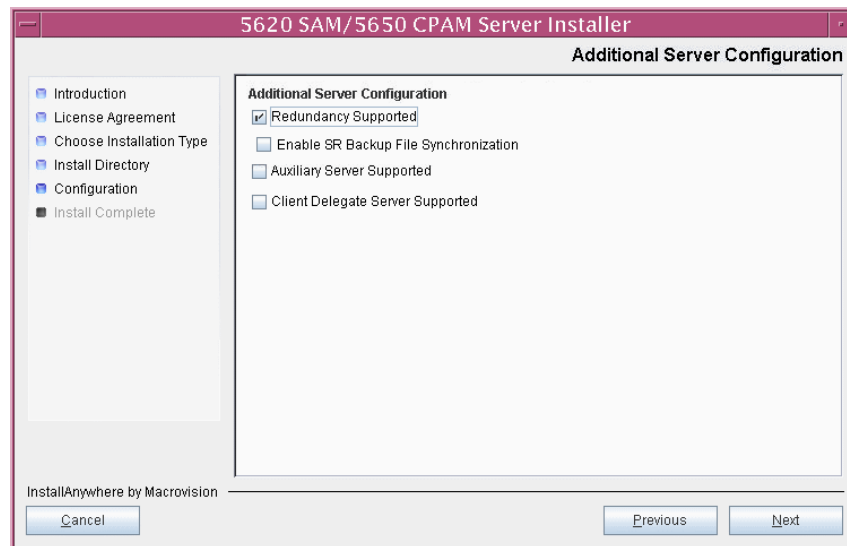 5620 SAM/5650 CPAM Server Installer
Additional Server Configuration
Introduction
License Agreement
Choose Installation Type
Install Directory
Configuration
Install Complete
Additional Server Configuration
Redundancy Supported
Enable SR Backup File Synchronization
Auxiliary Server Supported
Client Delegate Server Supported
InstallAnywhere by Macrovision
Cancel
Previous
Next